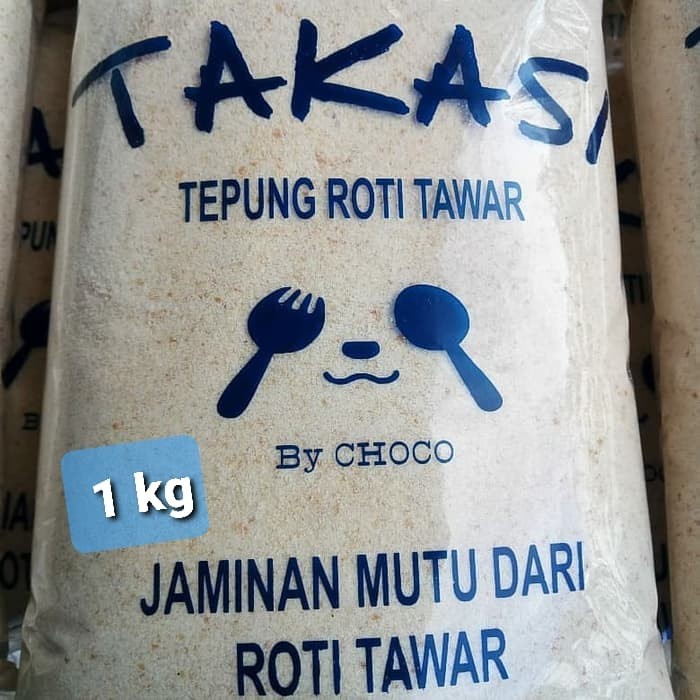 TAKASI
TEPUNG ROTI TAWAR
By CHOCO
1 kg
JAMINAN MUTU DARI
ROTI TAWAR